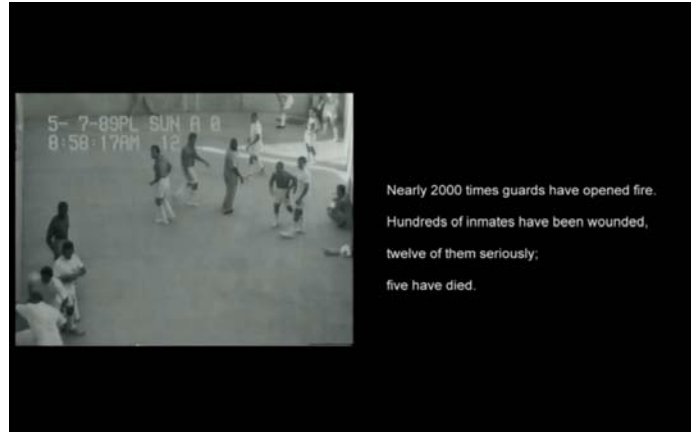 5- 7-89PL SUN A 0
8:58:17AM 12
Nearly 2000 times guards have opened fire.
Hundreds of inmates have been wounded,
twelve of them seriously;
five have died.